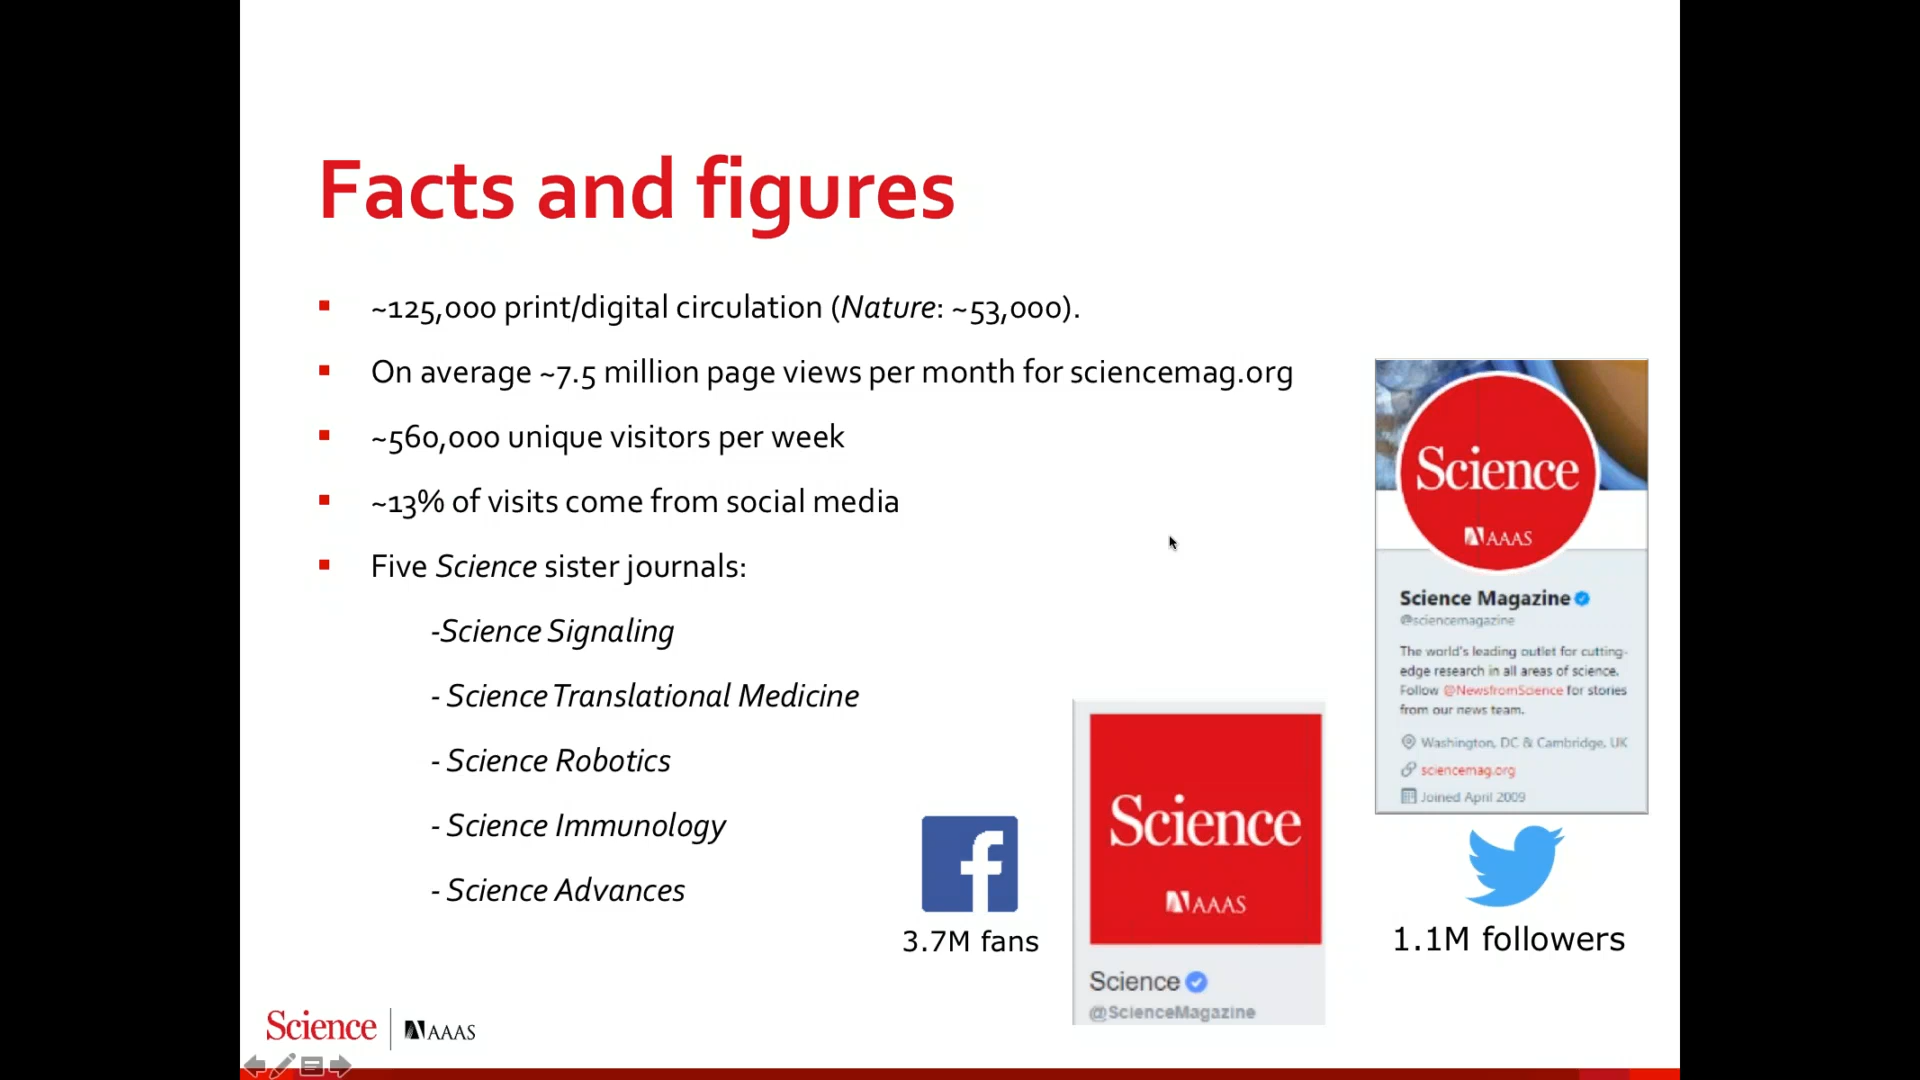 Facts and figures
~125,000 print/digital circulation (Nature: ~53,000).
On average ~7.5 million page views per month for sciencemag.org
~560,000 unique visitors per week
~13% of visits come from social media
Five Science sister journals:
-Science Signaling
- Science Translational Medicine
- Science Robotics
- Science Immunology
- Science Advances
3.7M fans
Science
AAAS
Science
@ScienceMagazine
Science
AAAS
Science Magazine
@sciencemagazine
The world's leading outlet for cutting-
edge research in all areas of science.
Follow @NewsfromScience for stories
from our news team.
Washington, DC & Cambridge, UK
sciencemag.org
Joined April 2009
1.1M followers
Science AAAS